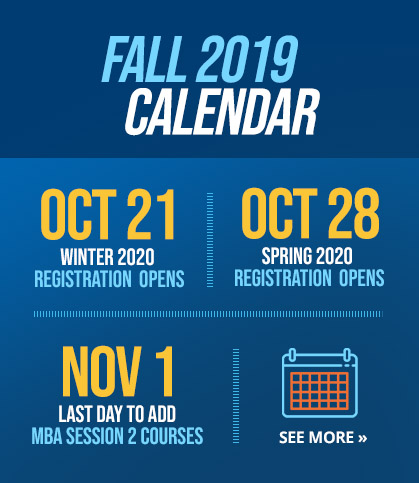 FALL 2019
CALENDAR
OCT 21
WINTER 2020
REGISTRATION OPENS
OCT 28
SPRING 2020
REGISTRATION OPENS
NOV 1
LAST DAY TO ADD
MBA SESSION 2 COURSES
SEE MORE »